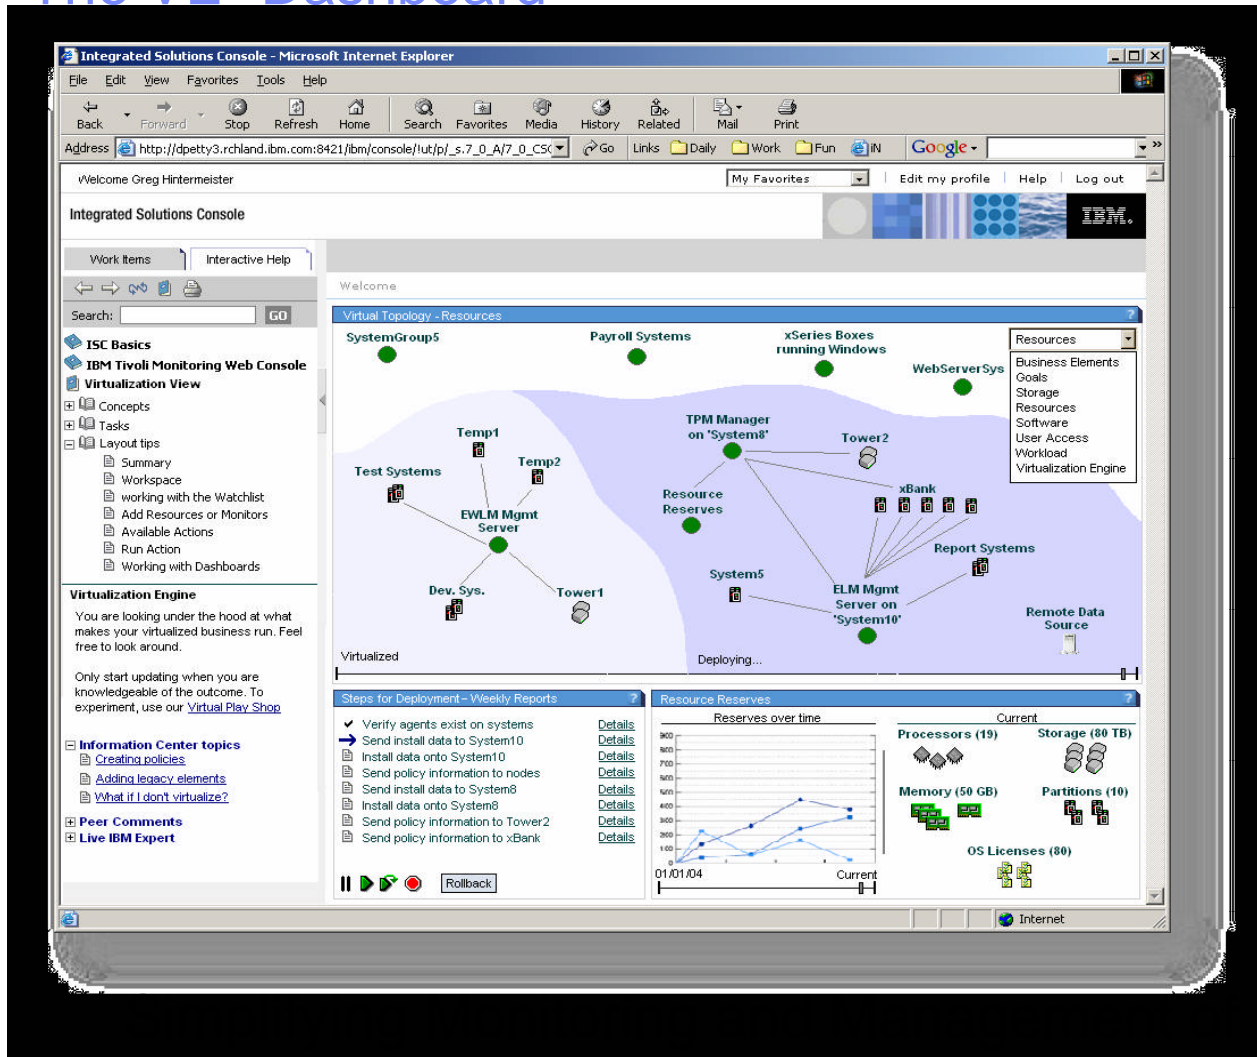 The VE Dashboard
Integrated Solutions Console - Microsoft Internet Explorer
File Edit View Favorites Tools Help
Back Forward Stop Refresh Home Search Favorites Media History Related Mail Print
Address http://dpetty3.rchland.ibm.com:8421/ibm/console/!ut/p/_s.7_0_A/7_0_CS Go Links Daily Work Fun iN Google
Welcome Greg Hintermeister
My Favorites Edit my profile Help Log out
Integrated Solutions Console
IBM.
Work Items Interactive Help
Search: GO
ISC Basics
IBM Tivoli Monitoring Web Console
Virtualization View
Concepts
Tasks
Layout tips
Summary
Workspace
working with the Watchlist
Add Resources or Monitors
Available Actions
Run Action
Working with Dashboards
Virtualization Engine
You are looking under the hood at what
makes your virtualized business run. Feel
free to look around.
Only start updating when you are
knowledgeable of the outcome. To
experiment, use our Virtual Play Shop
Information Center topics
Creating policies
Adding legacy elements
What if I don't virtualize?
Peer Comments
Live IBM Expert
Welcome
Virtual Topology - Resources ?
SystemGroup5
Payroll Systems
xSeries Boxes
running Windows
WebServerSys
Resources
Business Elements
Goals
Storage
Resources
Software
User Access
Workload
Virtualization Engine
Temp1
Temp2
Test Systems
EWLM Mgmt
Server
Dev. Sys.
Tower1
TPM Manager
on 'System8'
Tower2
Resource
Reserves
xBank
Report Systems
System5
ELM Mgmt
Server on
'System10'
Remote Data
Source
Virtualized
Deploying...
Steps for Deployment – Weekly Reports ?
Verify agents exist on systems Details
Send install data to System10 Details
Install data onto System10 Details
Send policy information to nodes Details
Send install data to System8 Details
Install data onto System8 Details
Send policy information to Tower2 Details
Send policy information to xBank Details
Rollback
Resource Reserves ?
Reserves over time
900
800
700
600
500
400
300
200
100
0
01/01/04 Current
Current
Processors (19)
Storage (80 TB)
Memory (50 GB)
Partitions (10)
OS Licenses (80)
Internet